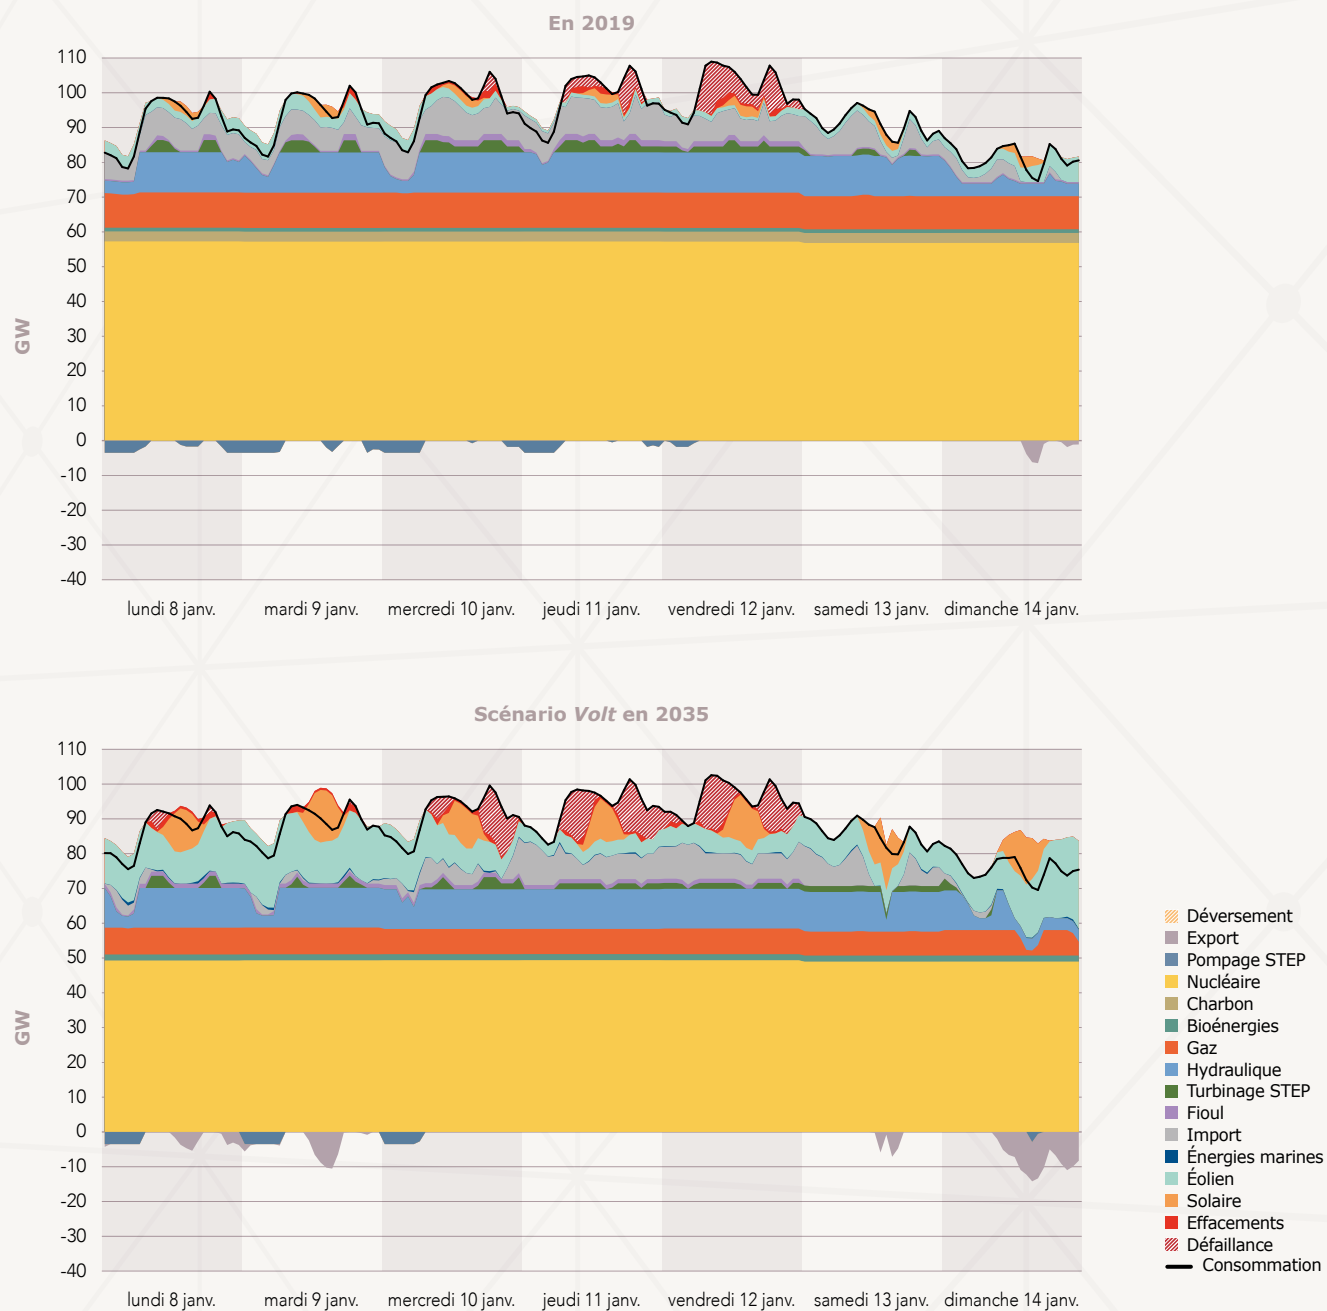 En 2019
GW
110
100
90
80
70
60
50
40
30
20
10
0
-10
-20
-30
-40
lundi 8 janv. mardi 9 janv. mercredi 10 janv. jeudi 11 janv. vendredi 12 janv. samedi 13 janv. dimanche 14 janv.
Scénario Volt en 2035
GW
110
100
90
80
70
60
50
40
30
20
10
0
-10
-20
-30
-40
lundi 8 janv. mardi 9 janv. mercredi 10 janv. jeudi 11 janv. vendredi 12 janv. samedi 13 janv. dimanche 14 janv.
Déversement
Export
Pompage STEP
Nucléaire
Charbon
Bioénergies
Gaz
Hydraulique
Turbinage STEP
Fioul
Import
Énergies marines
Éolien
Solaire
Effacements
Défaillance
Consommation